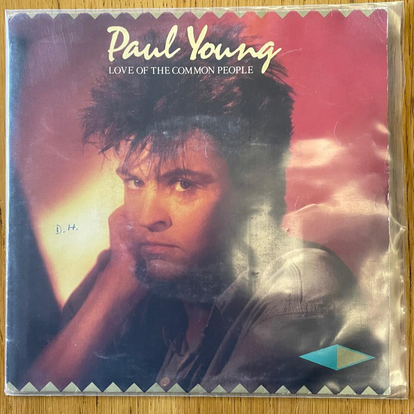 Paul Young
LOVE OF THE COMMON PEOPLE
D.H.